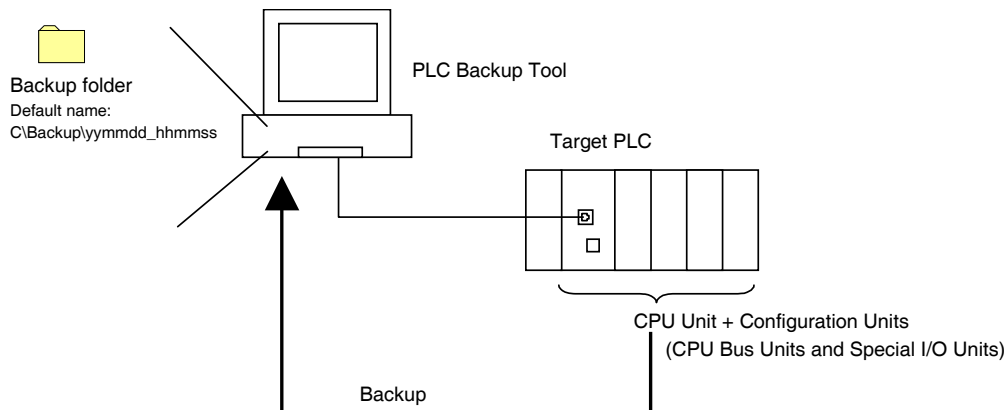 PLC Backup Tool
Backup folder
Default name:
C\Backup\yymmdd_hhmmss
Target PLC
CPU Unit + Configuration Units
(CPU Bus Units and Special I/O Units)
Backup